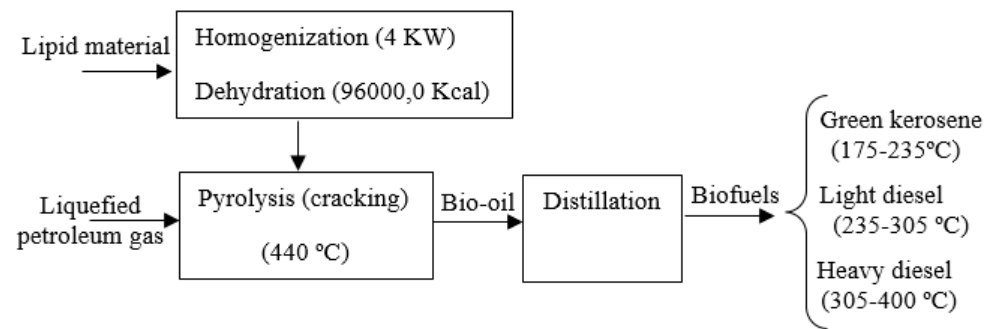 Lipid material
Homogenization (4 KW)
Dehydration (96000,0 Kcal)
Liquefied
petroleum gas
Pyrolysis (cracking)
(440 ºC)
Bio-oil
Distillation
Biofuels
Green kerosene
(175-235ºC)
Light diesel
(235-305 ºC)
Heavy diesel
(305-400 ºC)